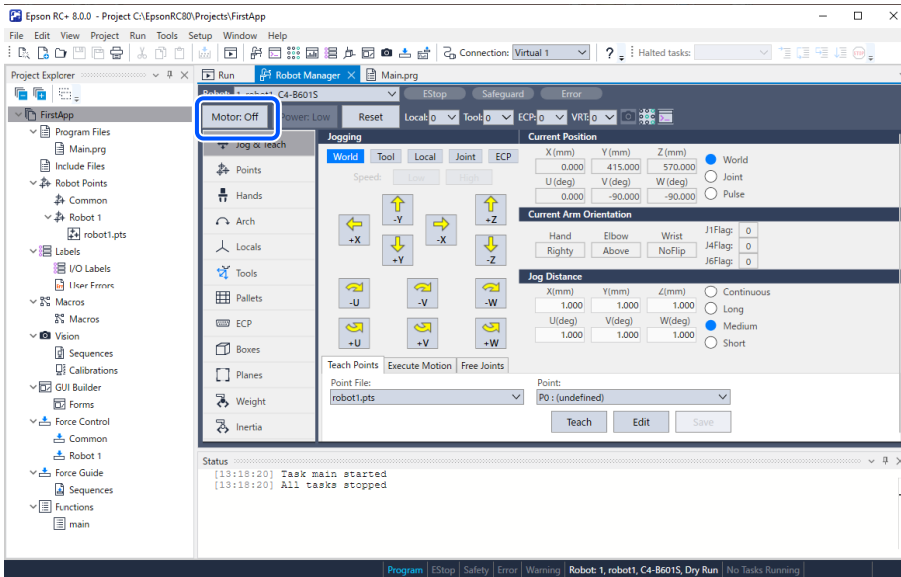 Epson RC+ 8.0.0 - Project C:\EpsonRC80\Projects\FirstApp
File Edit View Project Run Tools Setup Window Help
Connection: Virtual 1 ? Halted tasks:
Project Explorer
Run Robot Manager Main.prg
Robot: 1, robot1, C4-B601S EStop Safeguard Error
Motor: Off Power: Low Reset Local: 0 Tool: 0 ECP: 0 VRT: 0
FirstApp
Program Files
Main.prg
Include Files
Robot Points
Common
Robot 1
robot1.pts
Labels
I/O Labels
User Errors
Macros
Macros
Vision
Sequences
Calibrations
GUI Builder
Forms
Force Control
Common
Robot 1
Force Guide
Sequences
Functions
main
Jog & Teach
Points
Hands
Arch
Locals
Tools
Pallets
ECP
Boxes
Planes
Weight
Inertia
Jogging
World Tool Local Joint ECP
Speed: Low High
-Y +Z
+X -X
+Y -Z
-U -V -W
+U +V +W
Current Position
X (mm) Y (mm) Z (mm)
0.000 415.000 570.000
U (deg) V (deg) W (deg)
0.000 -90.000 -90.000
World
Joint
Pulse
Current Arm Orientation
Hand Elbow Wrist
Righty Above NoFlip
J1Flag: 0
J4Flag: 0
J6Flag: 0
Jog Distance
X(mm) Y(mm) Z(mm)
1.000 1.000 1.000
U(deg) V(deg) W(deg)
1.000 1.000 1.000
Continuous
Long
Medium
Short
Teach Points Execute Motion Free Joints
Point File: Point:
robot1.pts P0 : (undefined)
Teach Edit Save
Status
[13:18:20] Task main started
[13:18:20] All tasks stopped
Program EStop Safety Error Warning Robot: 1, robot1, C4-B601S, Dry Run No Tasks Running